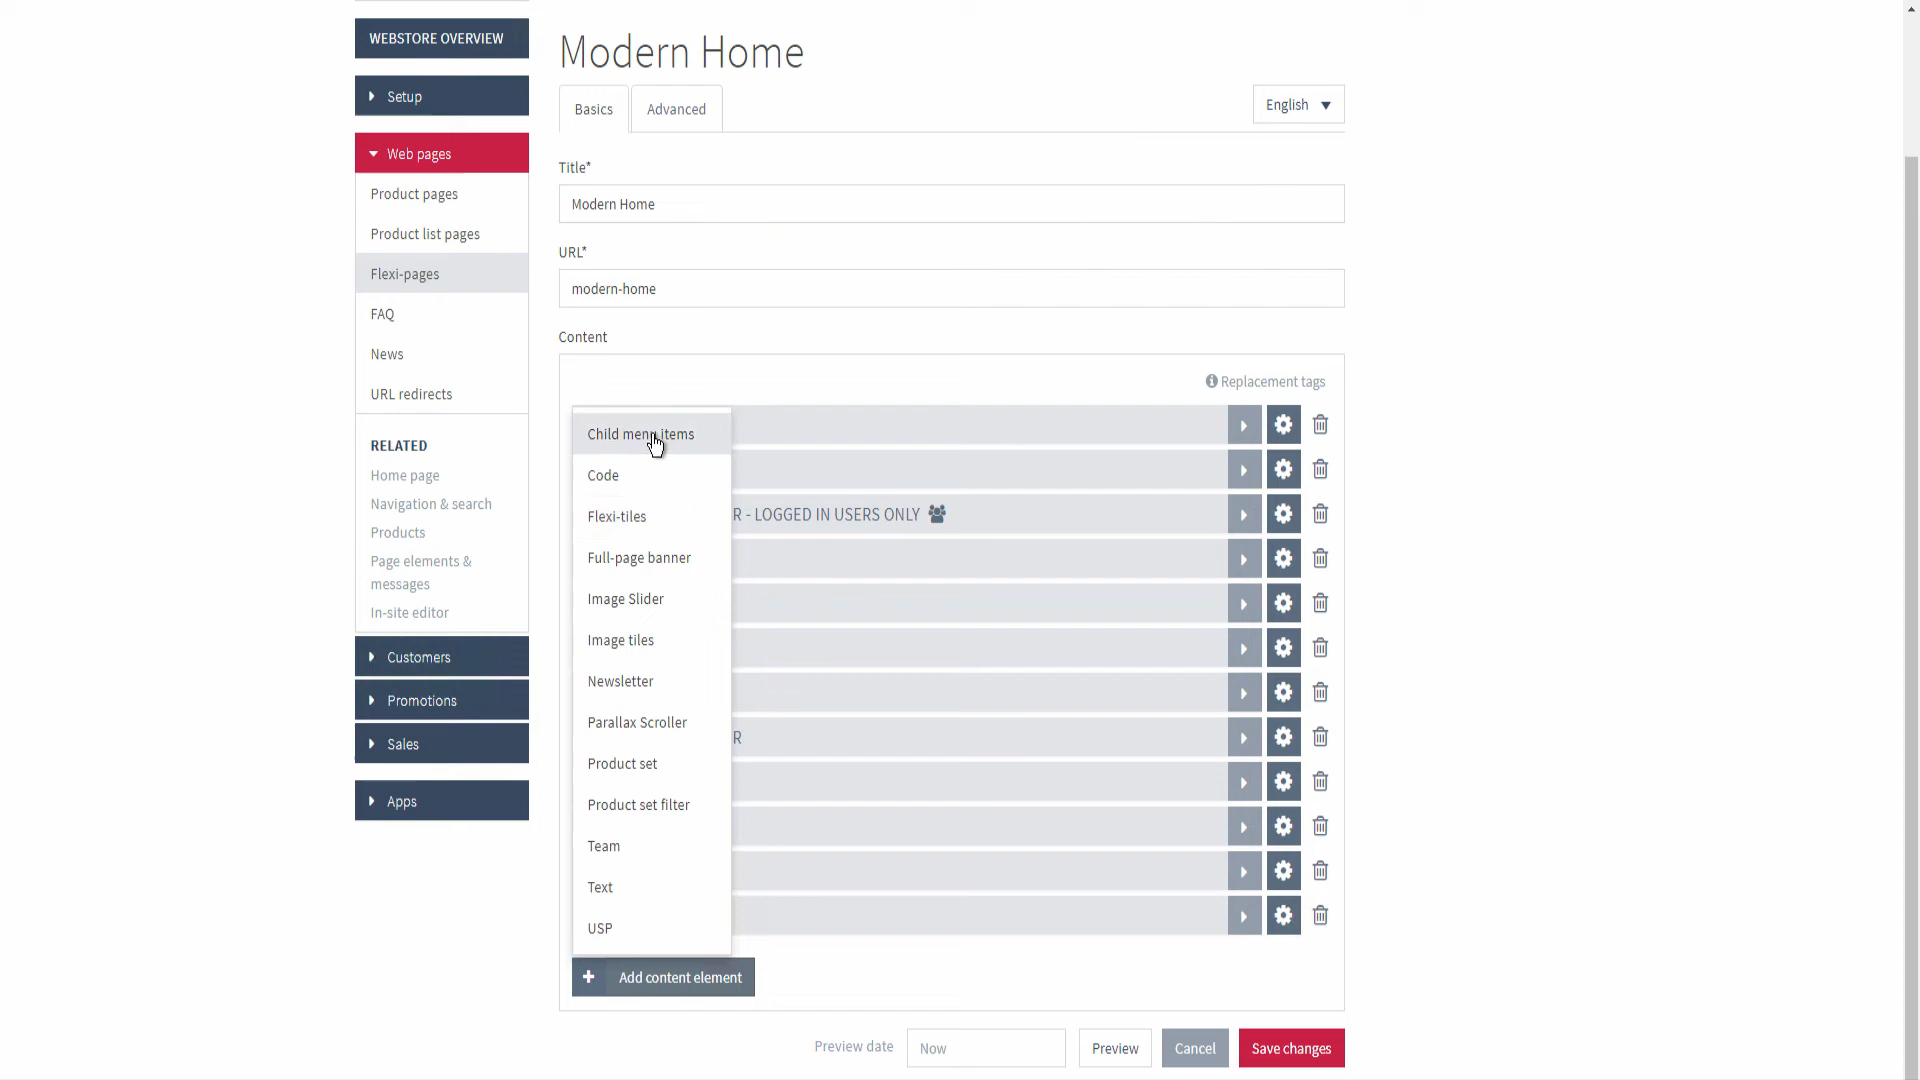 WEBSTORE OVERVIEW
Setup
Web pages
Product pages
Product list pages
Flexi-pages
FAQ
News
URL redirects
RELATED
Home page
Navigation & search
Products
Page elements &
messages
In-site editor
Customers
Promotions
Sales
Apps
Modern Home
Basics
Advanced
English
Title*
Modern Home
URL*
modern-home
Content
Replacement tags
Child menu items
Code
Flexi-tiles
R - LOGGED IN USERS ONLY
Full-page banner
Image Slider
Image tiles
Newsletter
Parallax Scroller
R
Product set
Product set filter
Team
Text
USP
Add content element
Preview date
Now
Preview
Cancel
Save changes